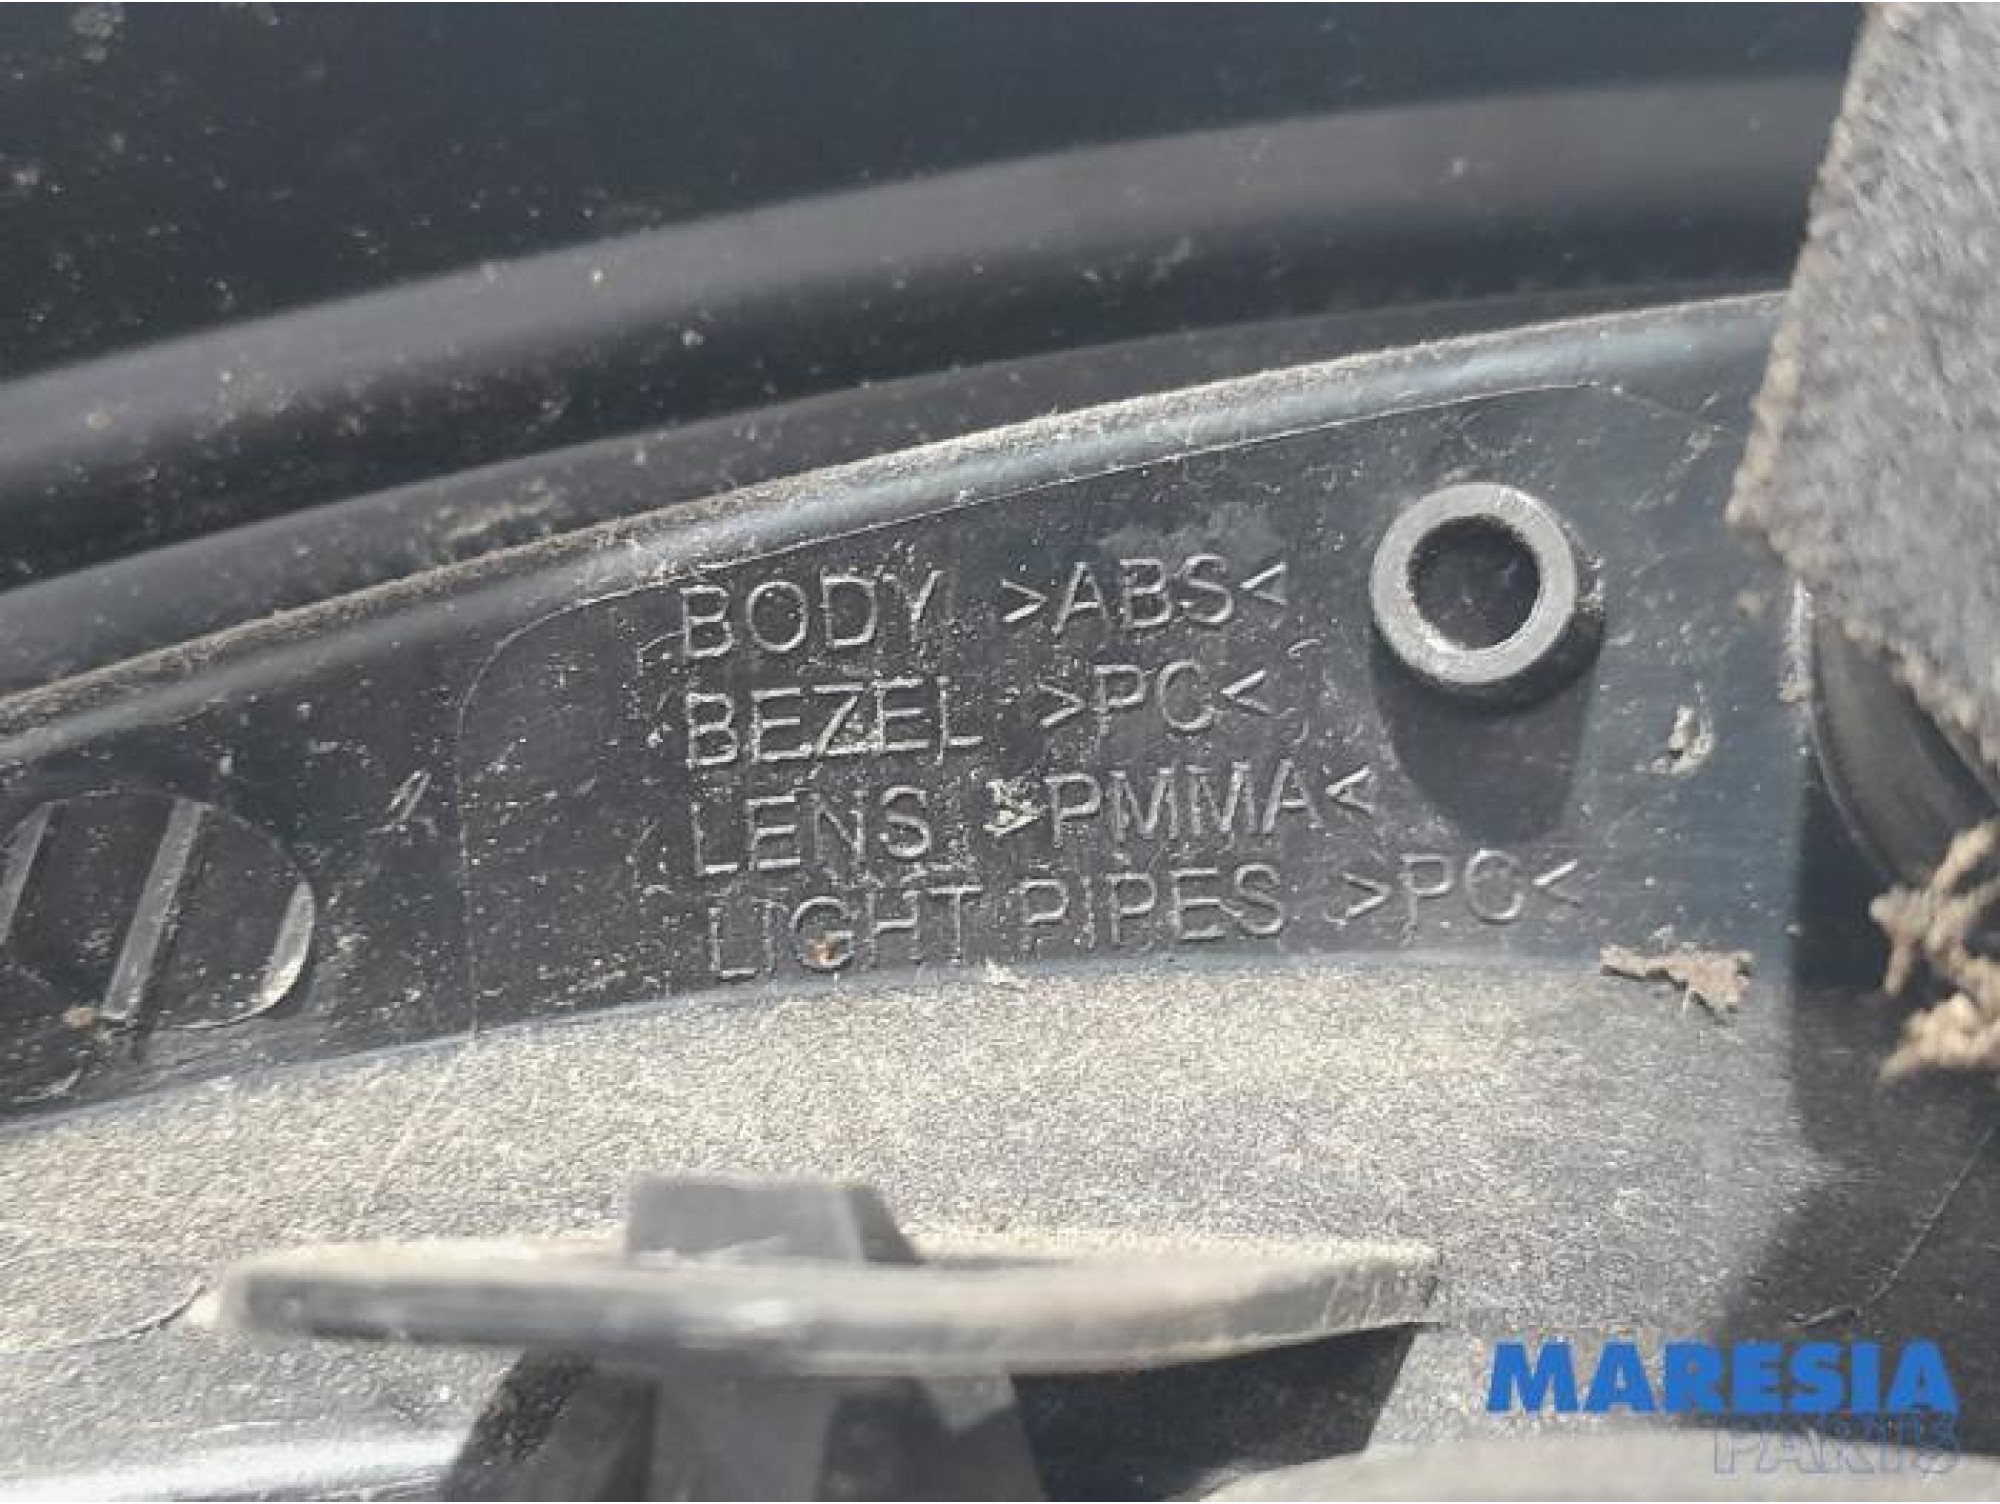 BODY >ABS<
BEZEL >PC<
LENS >PMMA<
LIGHT PIPES >PC<
MARESIA
PARTS